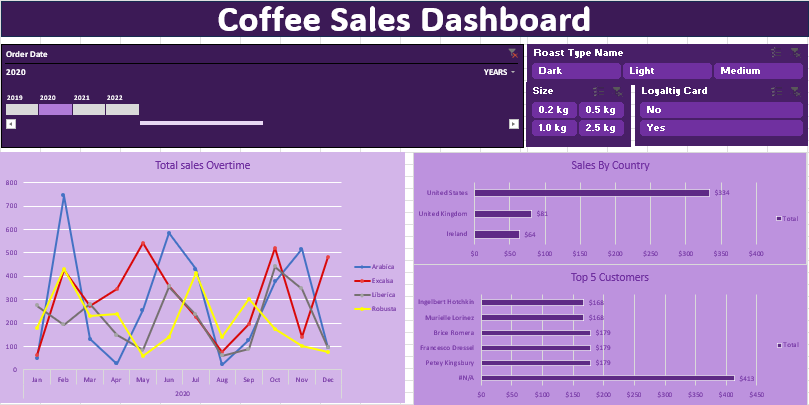 Coffee Sales Dashboard
Order Date
2020 YEARS
2019 2020 2021 2022
Roast Type Name
Dark Light Medium
Size
0.2 kg 0.5 kg
1.0 kg 2.5 kg
Loyaltiy Card
No
Yes
Total sales Overtime
800
700
600
500
400
300
200
100
0
Jan Feb Mar Apr May Jun Jul Aug Sep Oct Nov Dec
2020
Arabica
Excelsa
Liberica
Robusta
Sales By Country
United States $334
United Kingdom $81
Ireland $64
$0 $50 $100 $150 $200 $250 $300 $350 $400
Total
Top 5 Customers
Ingelbert Hotchkin $168
Murielle Lorinez $168
Brice Romera $179
Francesco Dressel $179
Petey Kingsbury $179
#N/A $413
$0 $50 $100 $150 $200 $250 $300 $350 $400 $450
Total